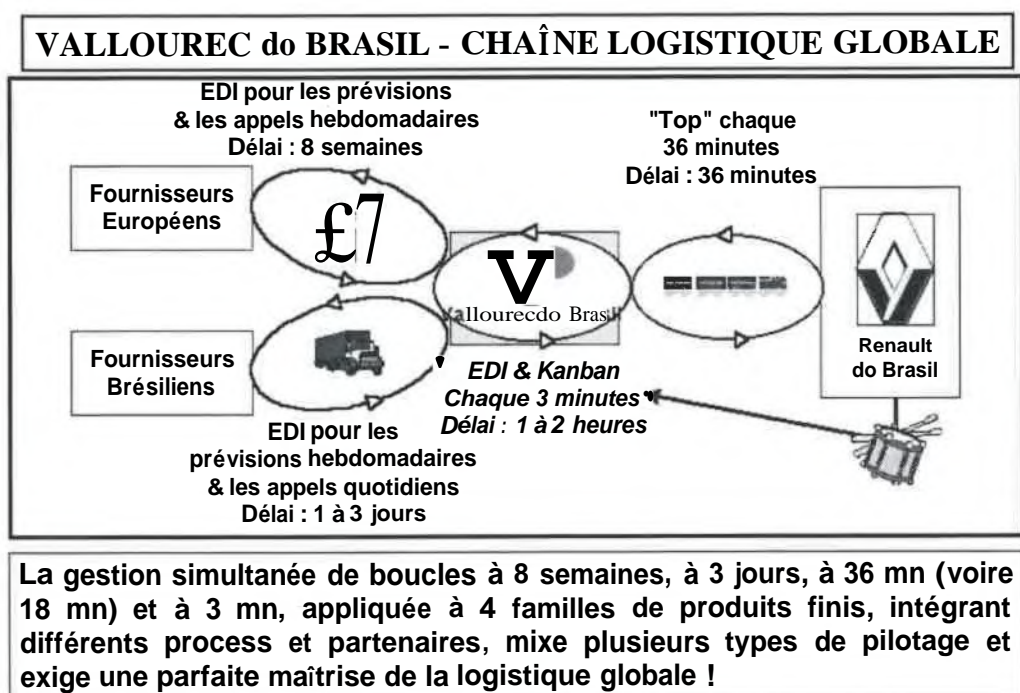 VALLOUREC do BRASIL - CHAÎNE LOGISTIQUE GLOBALE
EDI pour les prévisions
& les appels hebdomadaires
Délai : 8 semaines
"Top" chaque
36 minutes
Délai : 36 minutes
Fournisseurs
Européens
£7
V
Vallourecdo Brasil
Renault
do Brasil
Fournisseurs
Brésiliens
EDI & Kanban
Chaque 3 minutes
Délai : 1 à 2 heures
EDI pour les
prévisions hebdomadaires
& les appels quotidiens
Délai : 1 à 3 jours
La gestion simultanée de boucles à 8 semaines, à 3 jours, à 36 mn (voire
18 mn) et à 3 mn, appliquée à 4 familles de produits finis, intégrant
différents process et partenaires, mixe plusieurs types de pilotage et
exige une parfaite maîtrise de la logistique globale !